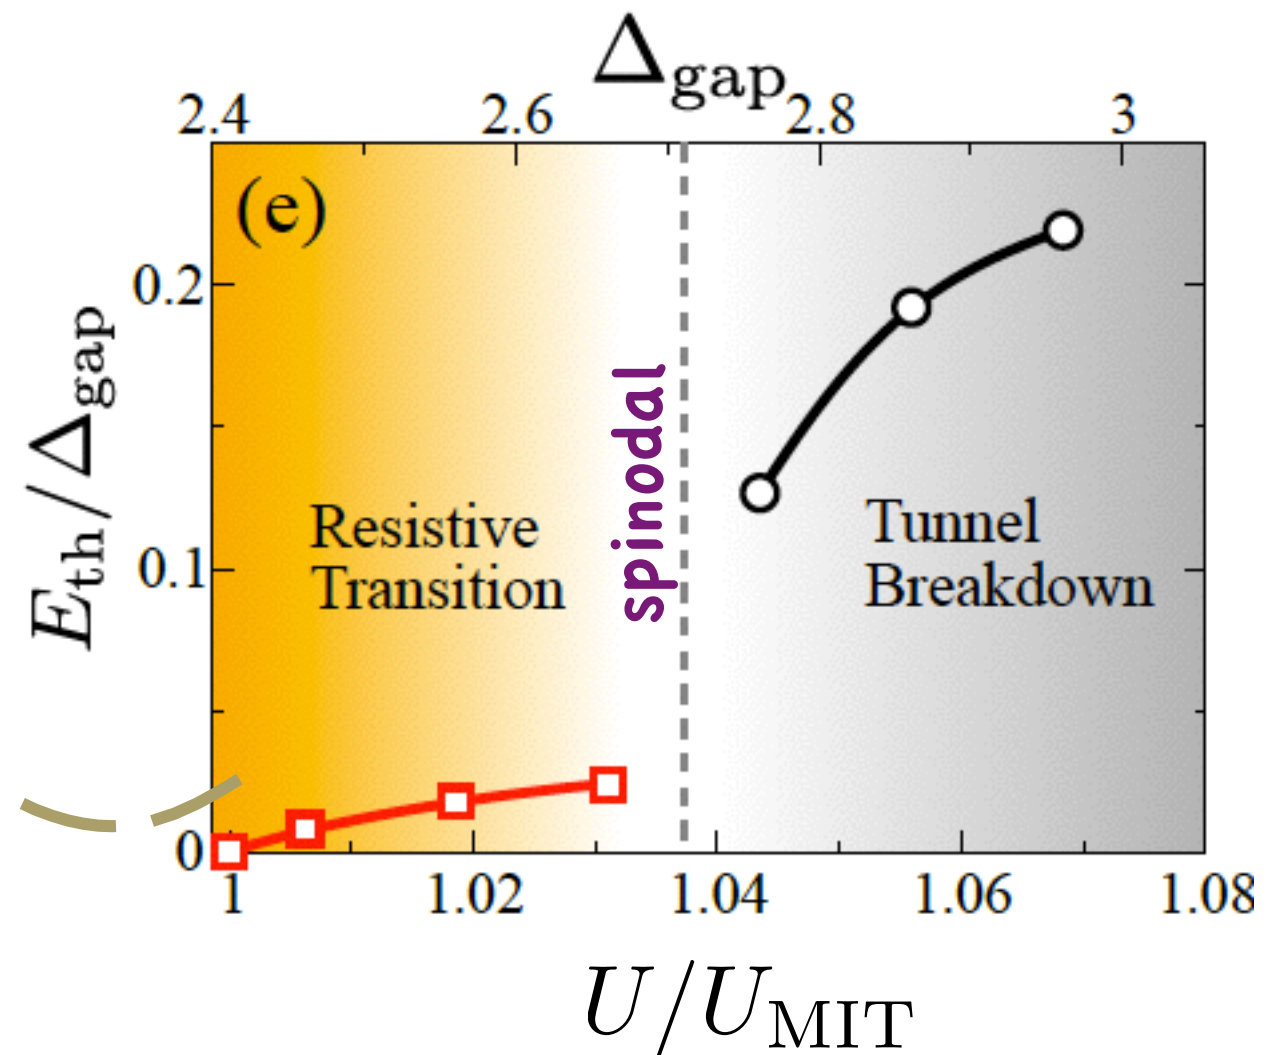 Δgap
2.4 2.6 2.8 3
(e)
0.2
0.1
0
Eth/Δgap
Resistive
Transition
spinodal
Tunnel
Breakdown
1 1.02 1.04 1.06 1.08
U/UMIT